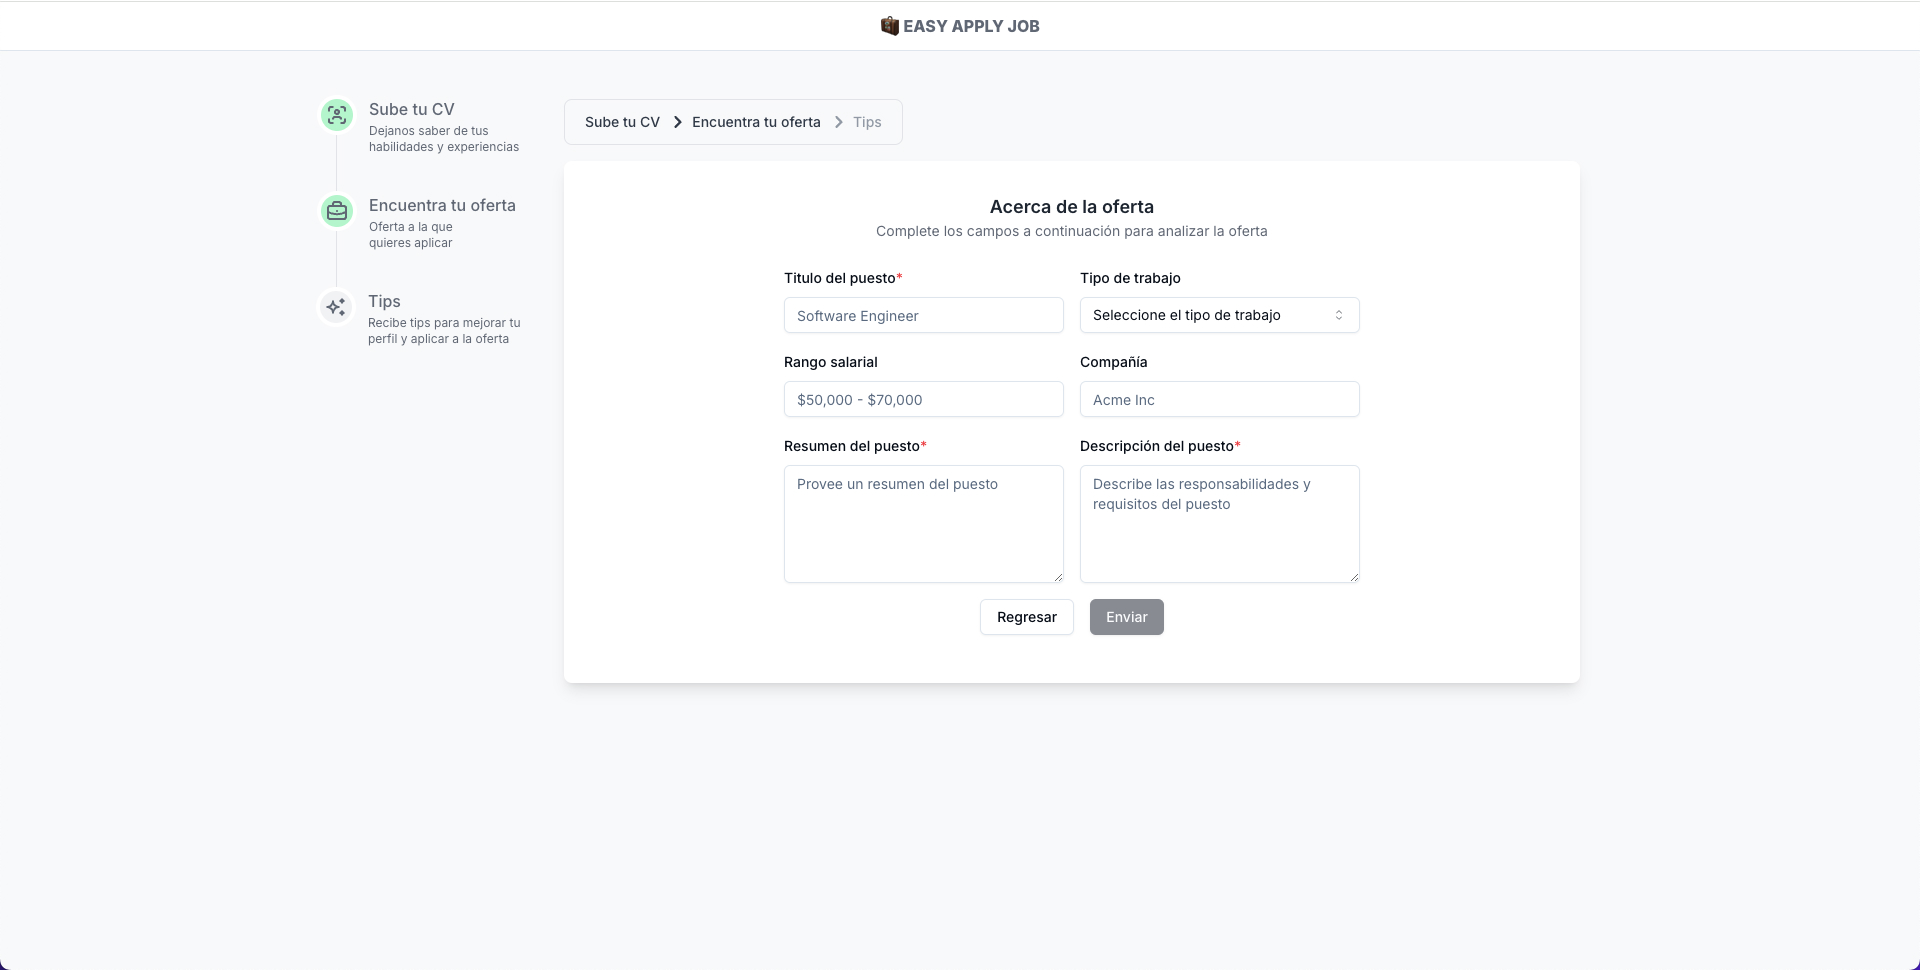 EASY APPLY JOB
Sube tu CV
Dejanos saber de tus
habilidades y experiencias
Encuentra tu oferta
Oferta a la que
quieres aplicar
Tips
Recibe tips para mejorar tu
perfil y aplicar a la oferta
Sube tu CV > Encuentra tu oferta > Tips
Acerca de la oferta
Complete los campos a continuación para analizar la oferta
Titulo del puesto*
Software Engineer
Tipo de trabajo
Seleccione el tipo de trabajo
Rango salarial
$50,000 - $70,000
Compañía
Acme Inc
Resumen del puesto*
Provee un resumen del puesto
Descripción del puesto*
Describe las responsabilidades y
requisitos del puesto
Regresar
Enviar